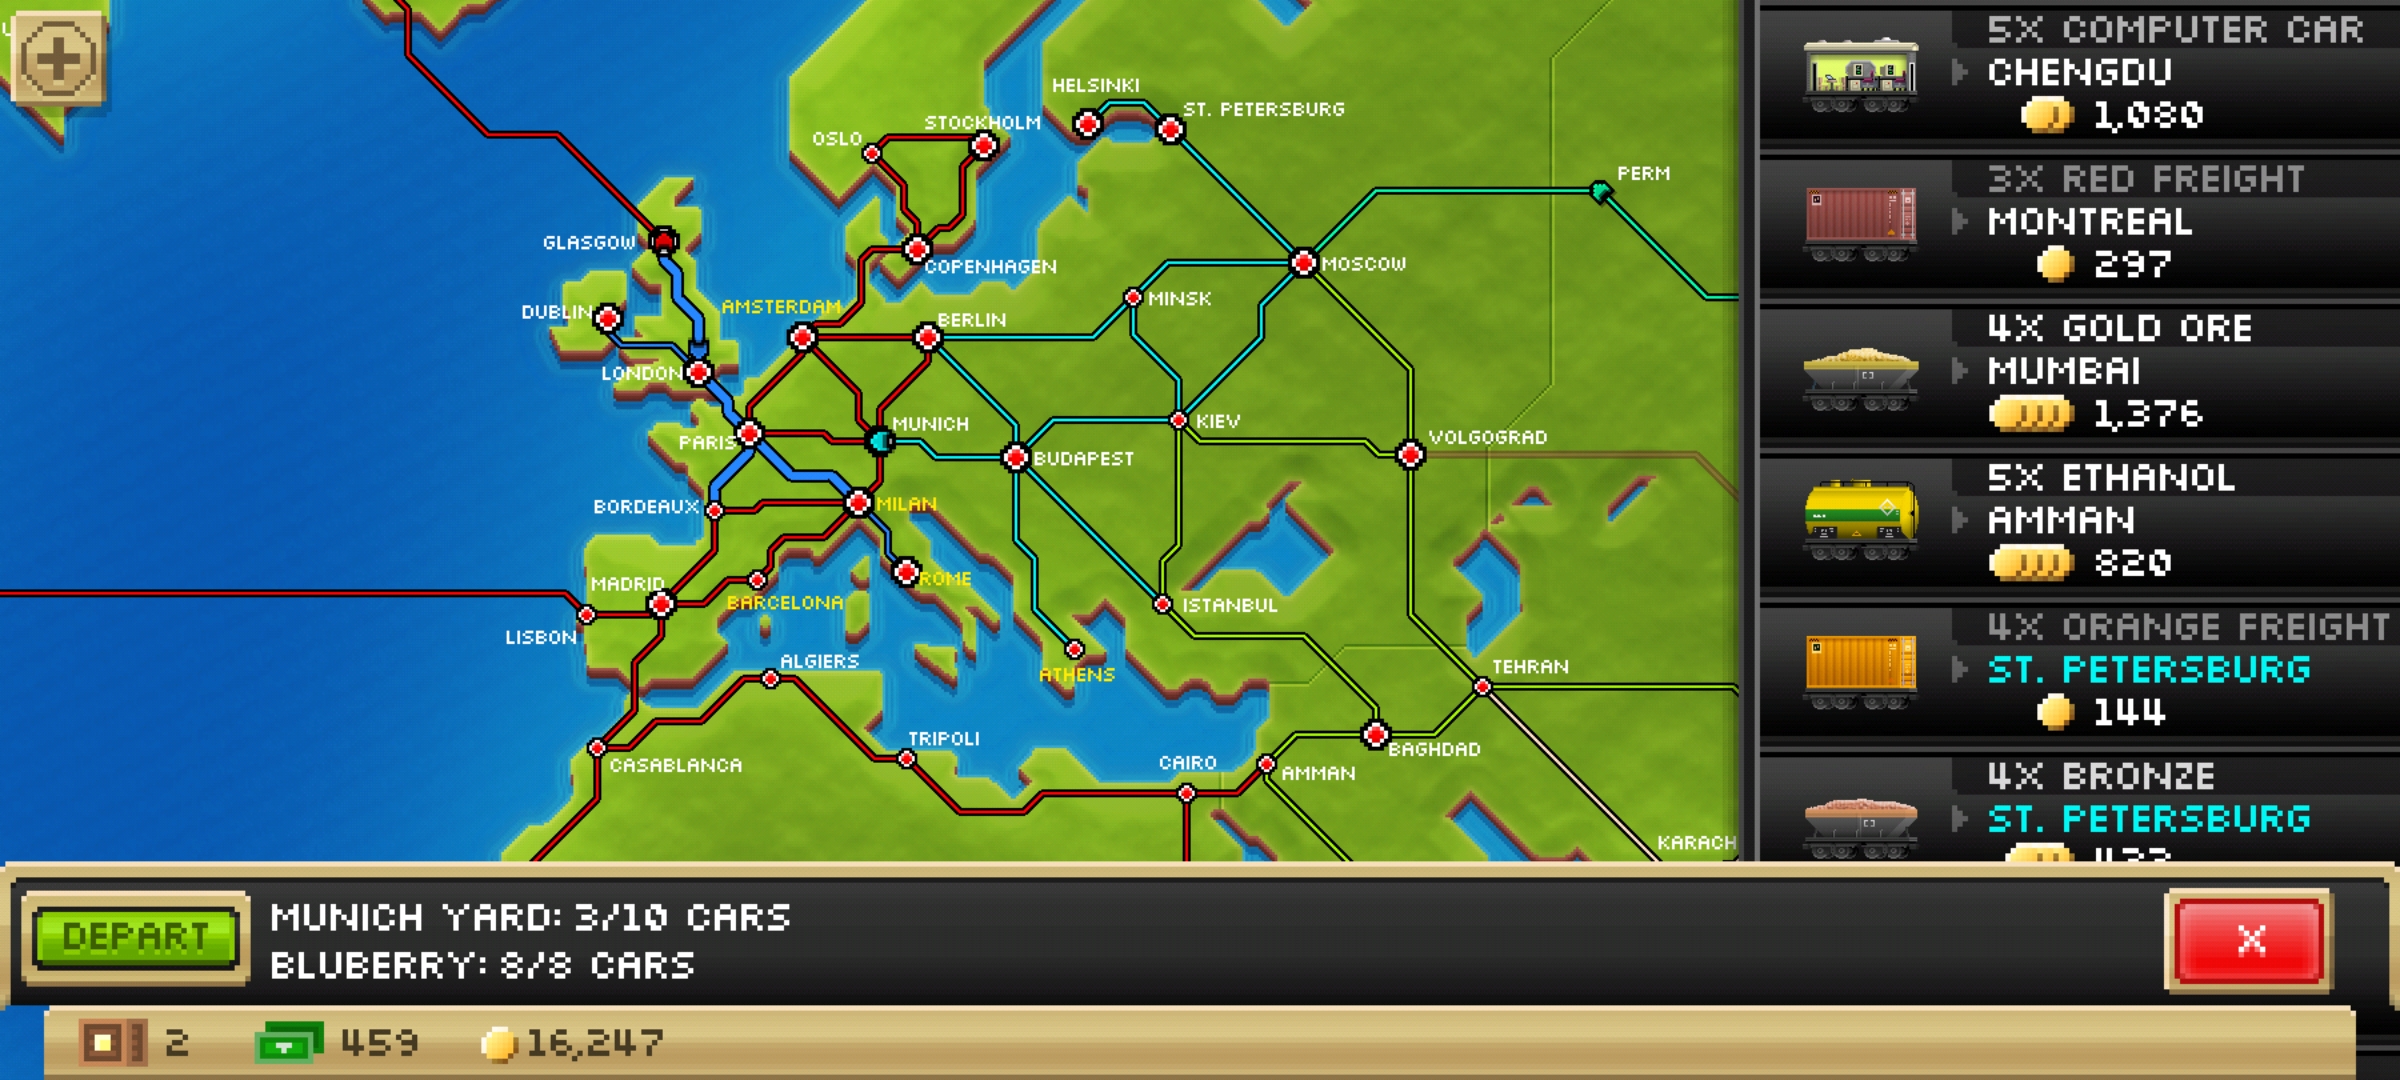 HELSINKI
ST. PETERSBURG
STOCKHOLM
OSLO
PERM
GLASGOW
COPENHAGEN
MOSCOW
DUBLIN
AMSTERDAM
BERLIN
MINSK
LONDON
PARIS
MUNICH
KIEV
VOLGOGRAD
BUDAPEST
BORDEAUX
MILAN
MADRID
ROME
BARCELONA
LISBON
ISTANBUL
ALGIERS
ATHENS
TEHRAN
TRIPOLI
CAIRO
BAGHDAD
CASABLANCA
AMMAN
KARACH
5X COMPUTER CAR
CHENGDU
1,080
3X RED FREIGHT
MONTREAL
297
4X GOLD ORE
MUMBAI
1,376
5X ETHANOL
AMMAN
820
4X ORANGE FREIGHT
ST. PETERSBURG
144
4X BRONZE
ST. PETERSBURG
DEPART
MUNICH YARD: 3/10 CARS
BLUBERRY: 8/8 CARS
X
2
459
16,247